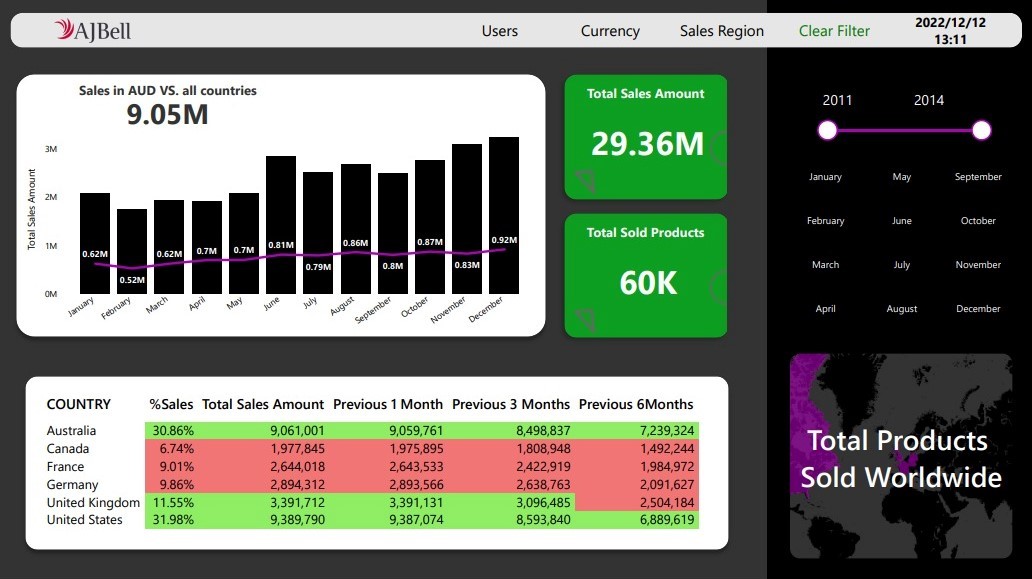 AJBell
Users Currency Sales Region Clear Filter
2022/12/12
13:11
Sales in AUD VS. all countries
9.05M
Total Sales Amount
3M
2M
1M
0M
0.62M
0.52M
0.62M
0.7M
0.7M
0.81M
0.79M
0.86M
0.8M
0.87M
0.83M
0.92M
January
February
March
April
May
June
July
August
September
October
November
December
Total Sales Amount
29.36M
Total Sold Products
60K
2011 2014
January May September
February June October
March July November
April August December
COUNTRY %Sales Total Sales Amount Previous 1 Month Previous 3 Months Previous 6Months
Australia 30.86% 9,061,001 9,059,761 8,498,837 7,239,324
Canada 6.74% 1,977,845 1,975,895 1,808,948 1,492,244
France 9.01% 2,644,018 2,643,533 2,422,919 1,984,972
Germany 9.86% 2,894,312 2,893,566 2,638,763 2,091,627
United Kingdom 11.55% 3,391,712 3,391,131 3,096,485 2,504,184
United States 31.98% 9,389,790 9,387,074 8,593,840 6,889,619
Total Products
Sold Worldwide